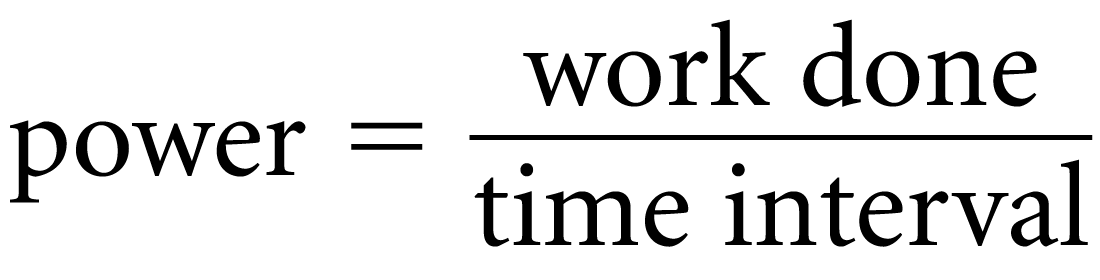 power = work done
time interval